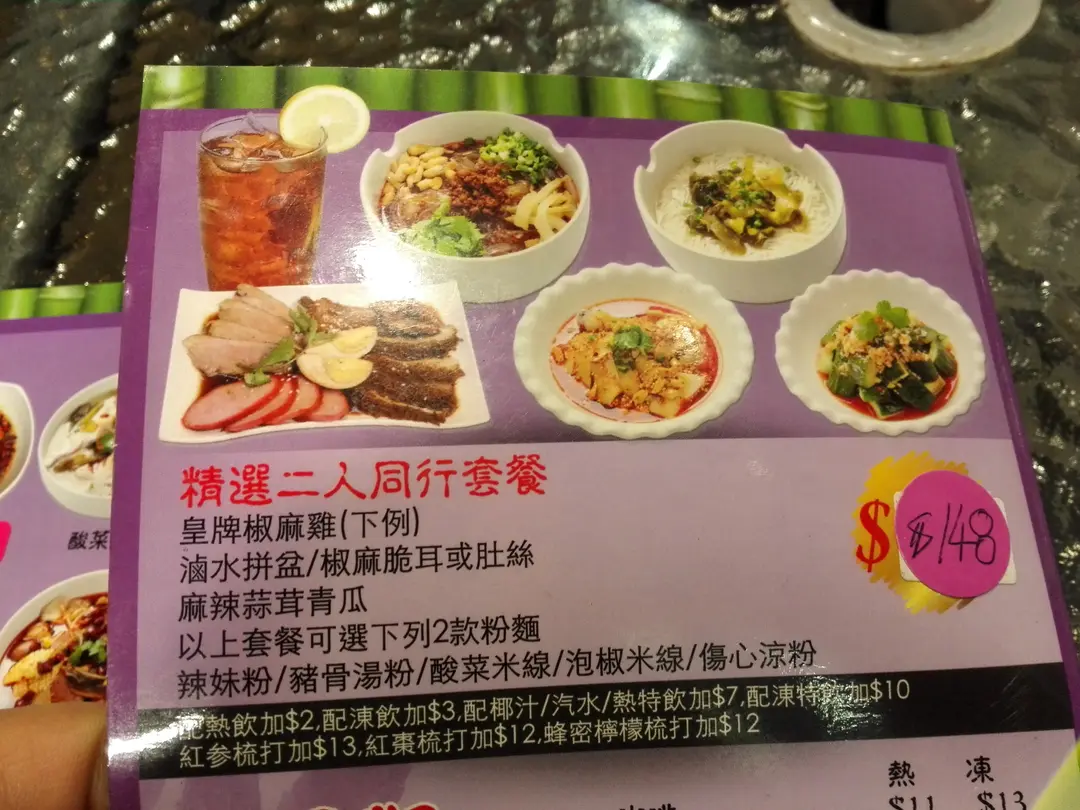 精選二人同行套餐
皇牌椒麻雞(下例)
滷水拼盆/椒麻脆耳或肚絲
麻辣蒜茸青瓜
以上套餐可選下列2款粉麵
辣妹粉/豬骨湯粉/酸菜米線/泡椒米線/傷心涼粉
$
$148
配熱飲加$2,配凍飲加$3,配椰汁/汽水/熱特飲加$7,配凍特飲加$10
紅參梳打加$13,紅棗梳打加$12,蜂密檸檬梳打加$12
酸菜
熱 凍
$11 $13